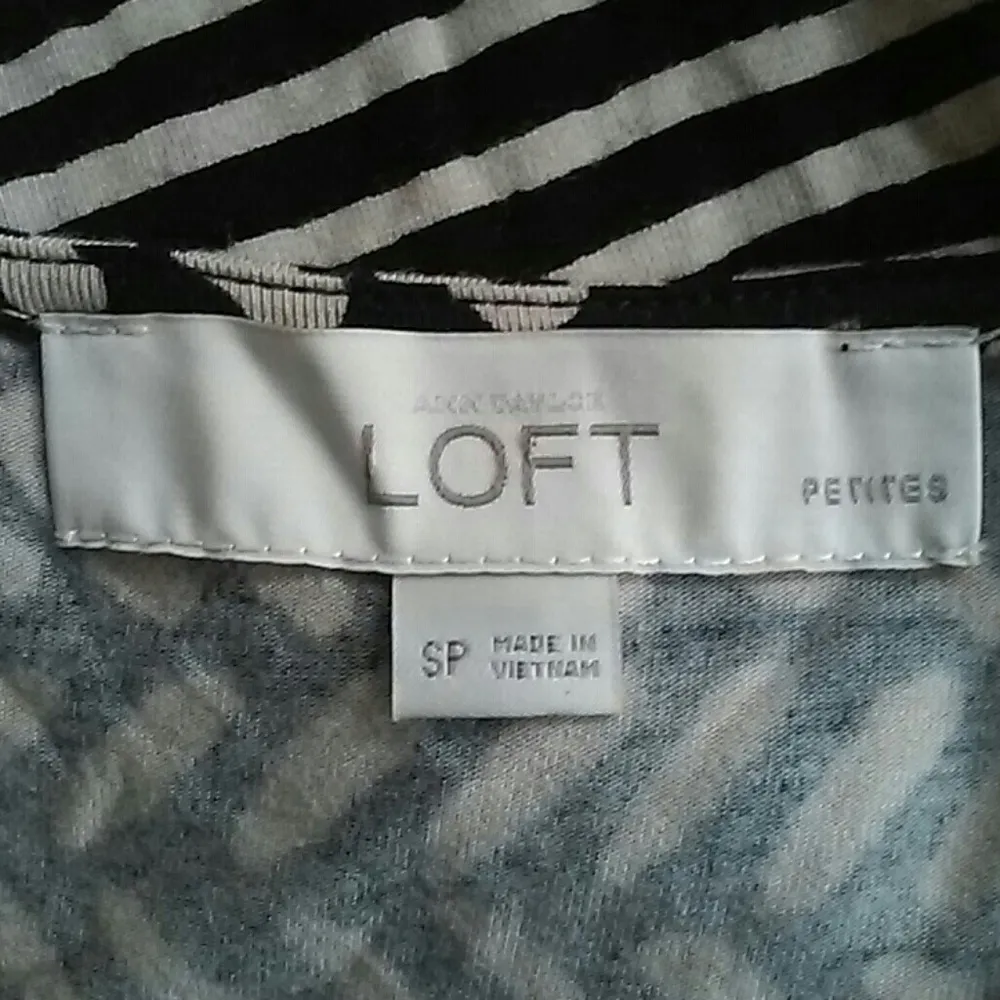 ANN TAYLOR
LOFT
PETITES
SP
MADE IN
VIETNAM